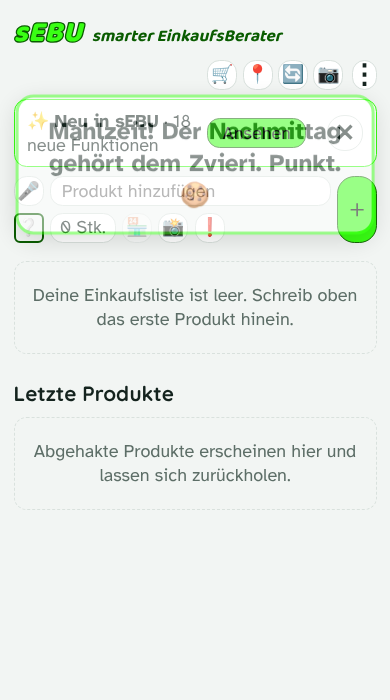 sEBU smarter EinkaufsBerater
✨ Neu in sEBU · 18
neue Funktionen
Ansehen
✕
Mahlzeit! Der Nachmittag
gehört dem Zvieri. Punkt.
Produkt hinzufügen
+
0 Stk.
Deine Einkaufsliste ist leer. Schreib oben
das erste Produkt hinein.
Letzte Produkte
Abgehakte Produkte erscheinen hier und
lassen sich zurückholen.